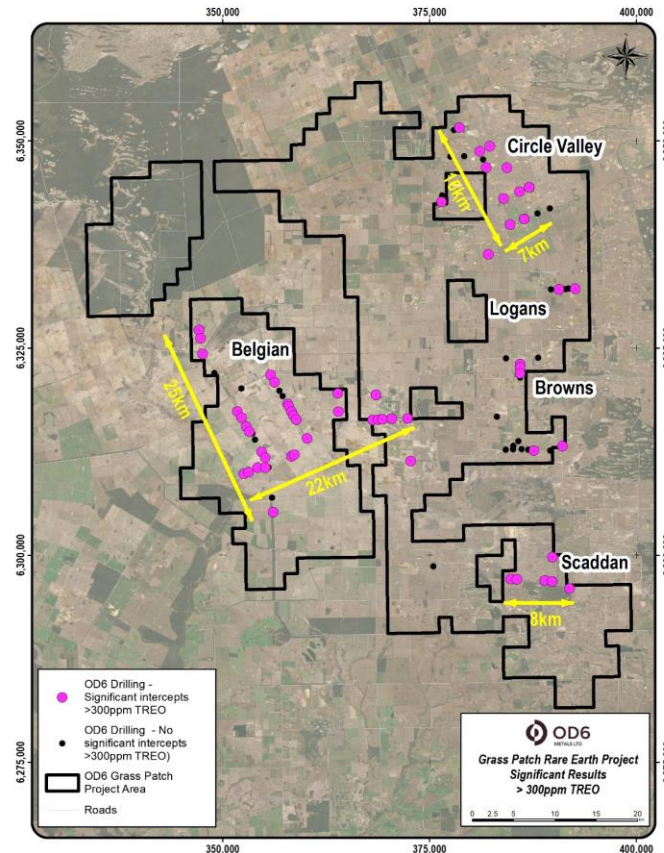 350,000
375,000
400,000
6,350,000
Circle Valley
18km
7km
Logans
6,325,000
Belgian
Browns
25km
22km
6,300,000
Scaddan
8km
OD6 Drilling -
Significant intercepts
>300ppm TREO
OD6 Drilling - No
significant intercepts
>300ppm TREO)
OD6 Grass Patch
Project Area
Roads
OD6
METALS LTD
Grass Patch Rare Earth Project
Significant Results
> 300ppm TREO
0 2.5 5 10 15 20
6,275,000
350,000
375,000
400,000